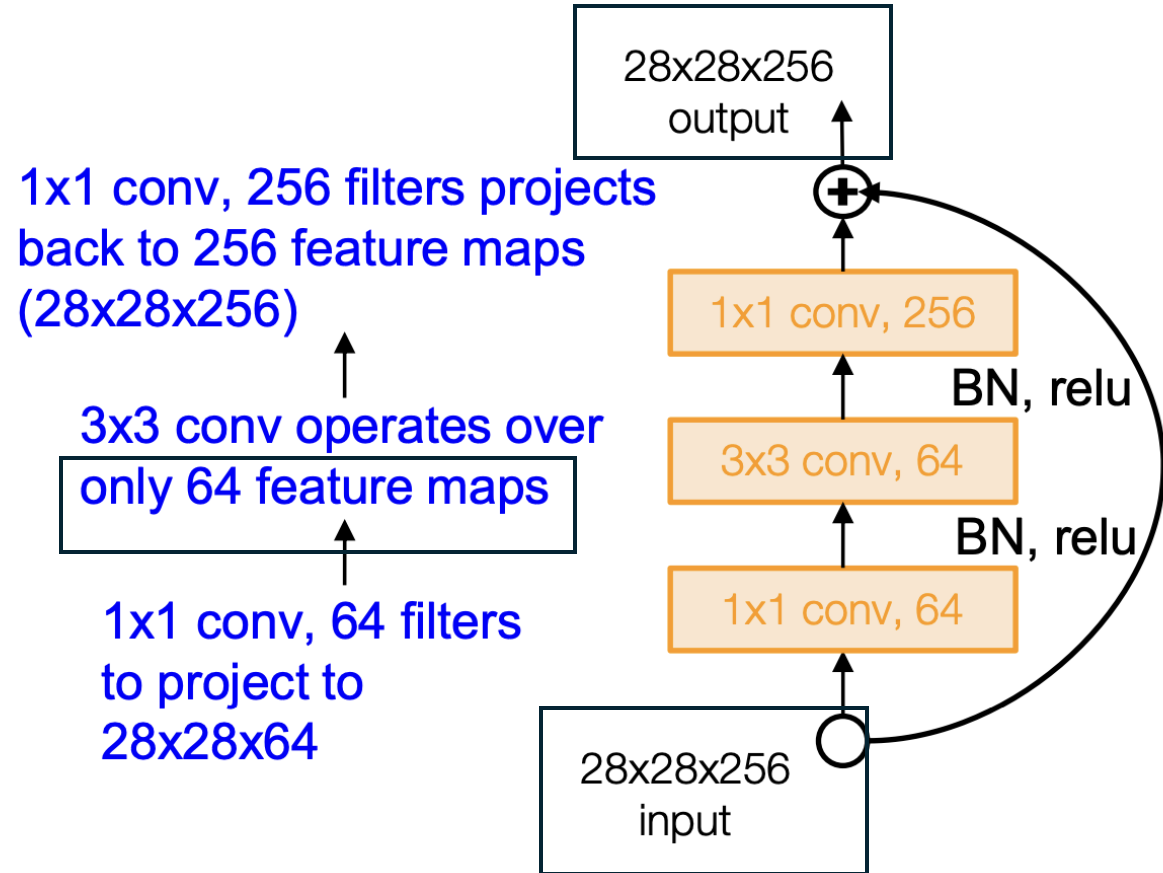 28x28x256
output
1x1 conv, 256 filters projects
back to 256 feature maps
(28x28x256)
1x1 conv, 256
BN, relu
3x3 conv operates over
only 64 feature maps
3x3 conv, 64
BN, relu
1x1 conv, 64 filters
to project to
28x28x64
1x1 conv, 64
28x28x256
input